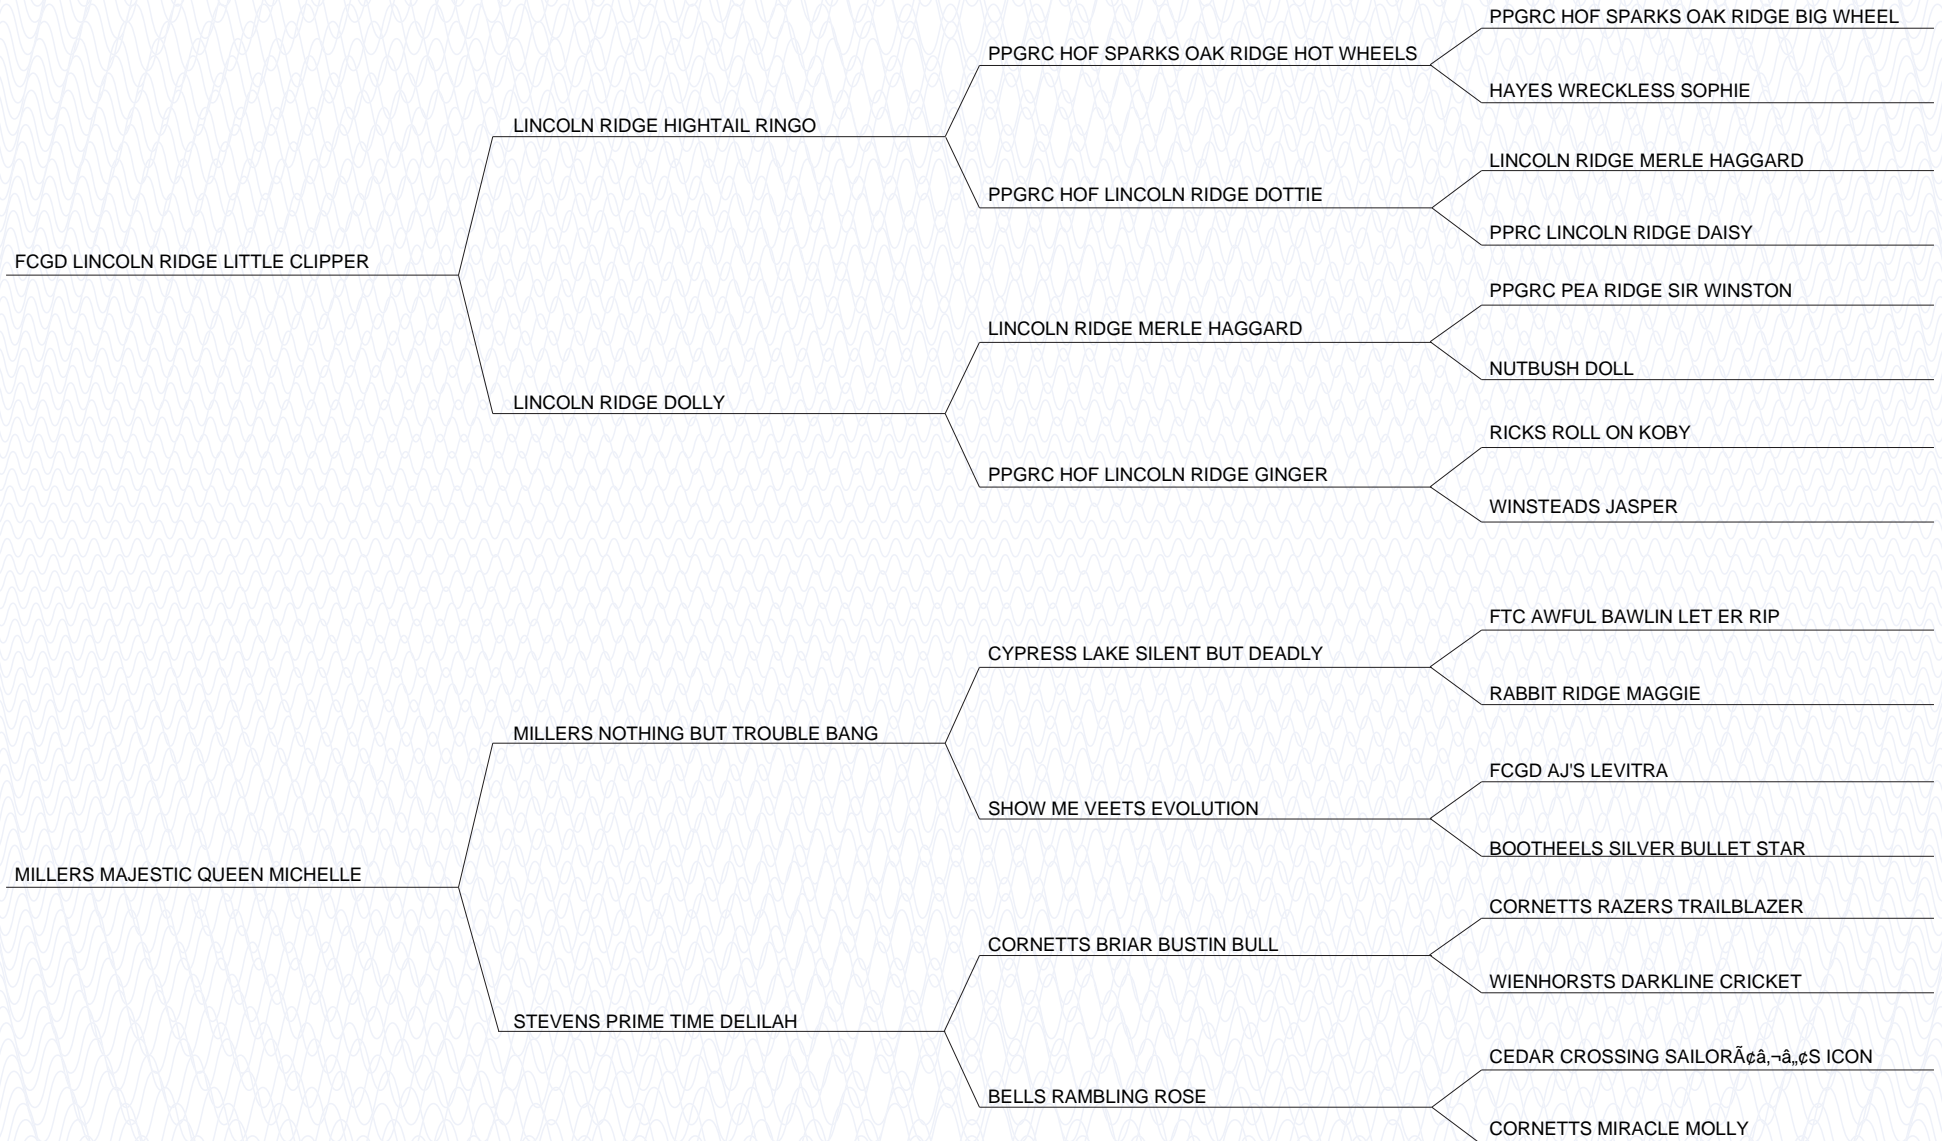 PPGRC HOF SPARKS OAK RIDGE BIG WHEEL
PPGRC HOF SPARKS OAK RIDGE HOT WHEELS
HAYES WRECKLESS SOPHIE
LINCOLN RIDGE HIGHTAIL RINGO
LINCOLN RIDGE MERLE HAGGARD
PPGRC HOF LINCOLN RIDGE DOTTIE
PPRC LINCOLN RIDGE DAISY
FCGD LINCOLN RIDGE LITTLE CLIPPER
PPGRC PEA RIDGE SIR WINSTON
LINCOLN RIDGE MERLE HAGGARD
NUTBUSH DOLL
LINCOLN RIDGE DOLLY
RICKS ROLL ON KOBY
PPGRC HOF LINCOLN RIDGE GINGER
WINSTEADS JASPER
FTC AWFUL BAWLIN LET ER RIP
CYPRESS LAKE SILENT BUT DEADLY
RABBIT RIDGE MAGGIE
MILLERS NOTHING BUT TROUBLE BANG
FCGD AJ'S LEVITRA
SHOW ME VEETS EVOLUTION
BOOTHEELS SILVER BULLET STAR
MILLERS MAJESTIC QUEEN MICHELLE
CORNETTS RAZERS TRAILBLAZER
CORNETTS BRIAR BUSTIN BULL
WIENHORSTS DARKLINE CRICKET
STEVENS PRIME TIME DELILAH
CEDAR CROSSING SAILORÃ¢â‚¬â„¢S ICON
BELLS RAMBLING ROSE
CORNETTS MIRACLE MOLLY